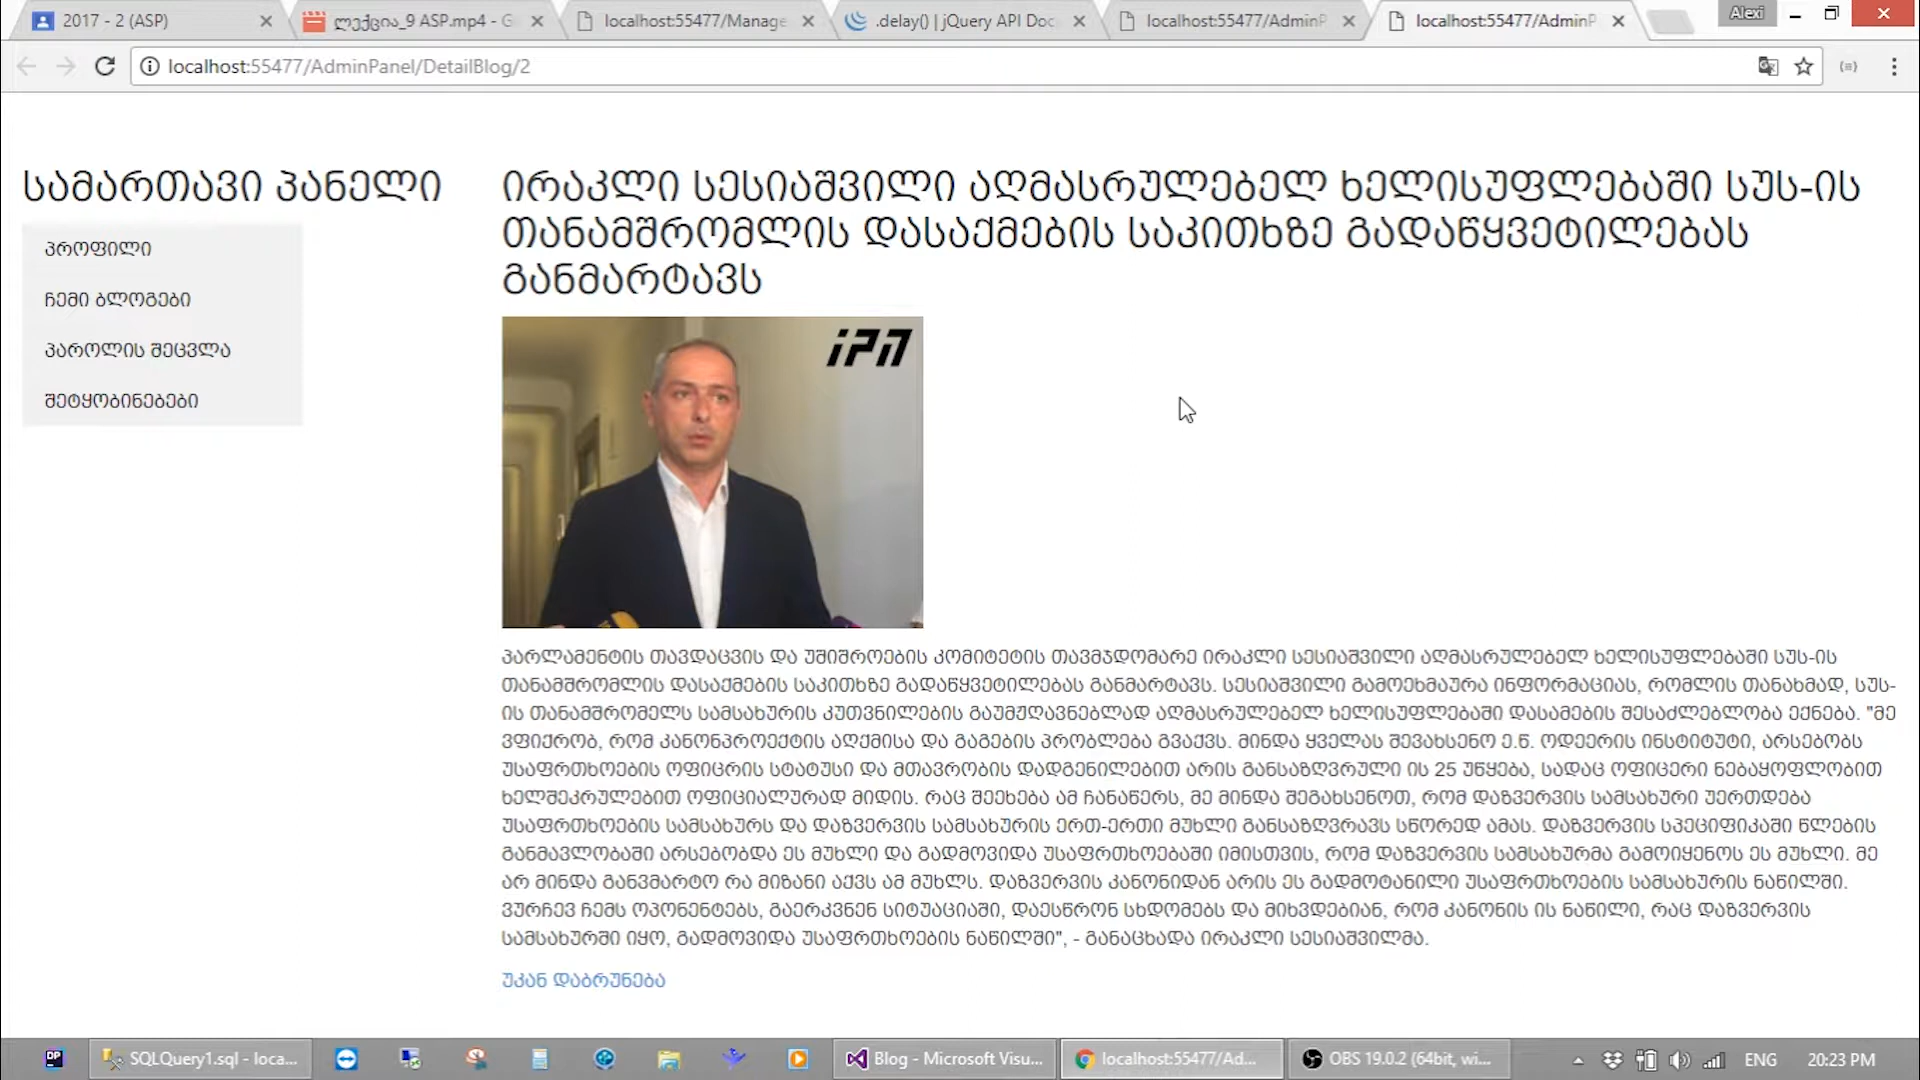 2017 - 2 (ASP)
ლექცია_9 ASP.mp4 - G
localhost:55477/Manage
.delay() | jQuery API Doc
localhost:55477/AdminP
localhost:55477/AdminP
Alexi
localhost:55477/AdminPanel/DetailBlog/2
სამართავი პანელი
პროფილი
ჩემი ბლოგები
პაროლის შეცვლა
შეტყობინებები
ირაკლი სესიაშვილი აღმასრულებელ ხელისუფლებაში სუს-ის
თანამშრომლის დასაქმების საკითხზე გადაწყვეტილებას
განმარტავს
ipn
პარლამენტის თავდაცვის და უშიშროების კომიტეტის თავმჯდომარე ირაკლი სესიაშვილი აღმასრულებელ ხელისუფლებაში სუს-ის
თანამშრომლის დასაქმების საკითხზე გადაწყვეტილებას განმარტავს. სესიაშვილი გამოეხმაურა ინფორმაციას, რომლის თანახმად, სუს-
ის თანამშრომელს სამსახურის კუთვნილების გაუმჟღავნებლად აღმასრულებელ ხელისუფლებაში დასამების შესაძლებლობა ექნება. "მე
ვფიქრობ, რომ კანონპროექტის აღქმისა და გაგების პრობლება გვაქვს. მინდა ყველას შევახსენო ე.წ. ოდეერის ინსტიტუტი, არსებობს
უსაფრთხოების ოფიცრის სტატუსი და მთავრობის დადგენილებით არის განსაზღვრული ის 25 უწყება, სადაც ოფიცერი ნებაყოფლობით
ხელშეკრულებით ოფიციალურად მიდის. რაც შეეხება ამ ჩანაწერს, მე მინდა შეგახსენოთ, რომ დაზვერვის სამსახური უერთდება
უსაფრთხოების სამსახურს და დაზვერვის სამსახურის ერთ-ერთი მუხლი განსაზღვრავს სწორედ ამას. დაზვერვის სპეციფიკაში წლების
განმავლობაში არსებობდა ეს მუხლი და გადმოვიდა უსაფრთხოებაში იმისთვის, რომ დაზვერვის სამსახურმა გამოიყენოს ეს მუხლი. მე
არ მინდა განვმარტო რა მიზანი აქვს ამ მუხლს. დაზვერვის კანონიდან არის ეს გადმოტანილი უსაფრთხოების სამსახურის ნაწილში.
ვურჩევ ჩემს ოპონენტებს, გაერკვნენ სიტუაციაში, დაესწრონ სხდომებს და მიხვდებიან, რომ კანონის ის ნაწილი, რაც დაზვერვის
სამსახურში იყო, გადმოვიდა უსაფრთხოების ნაწილში", - განაცხადა ირაკლი სესიაშვილმა.
უკან დაბრუნება
SQLQuery1.sql - loca...
Blog - Microsoft Visu...
localhost:55477/Ad...
OBS 19.0.2 (64bit, wi...
ENG
20:23 PM